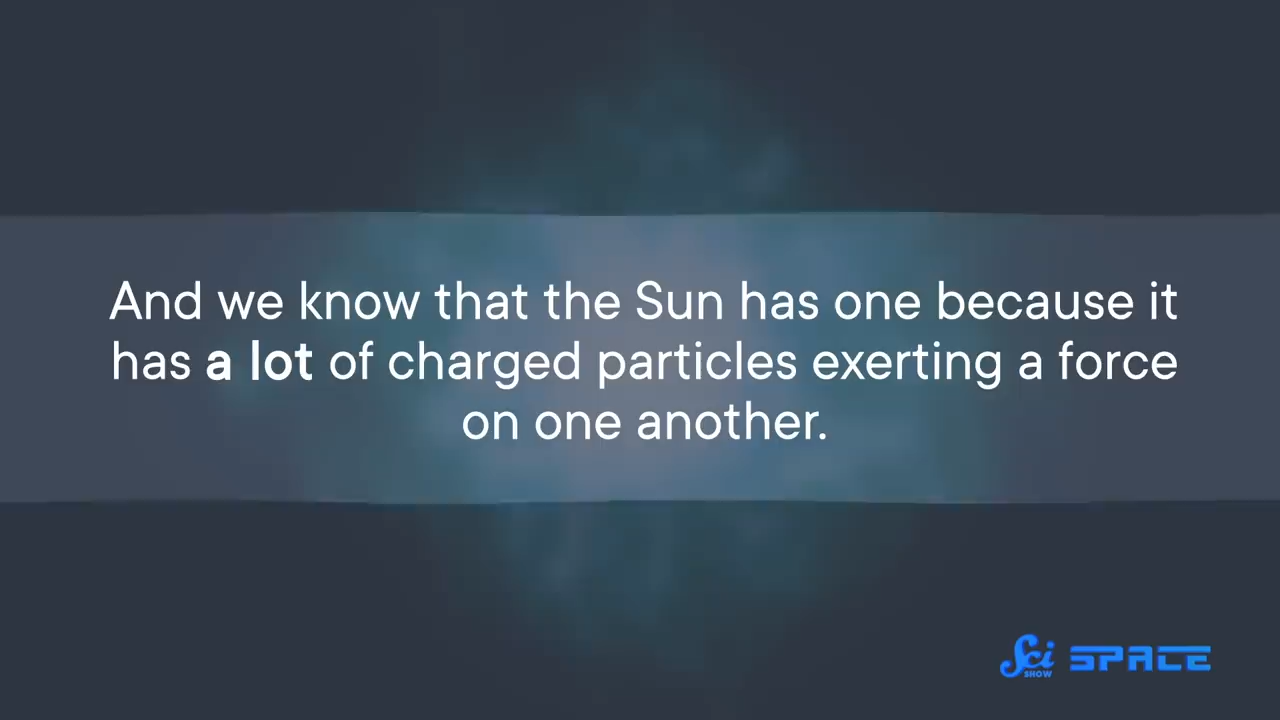 And we know that the Sun has one because it
has a lot of charged particles exerting a force
on one another.
Sci SHOW SPACE